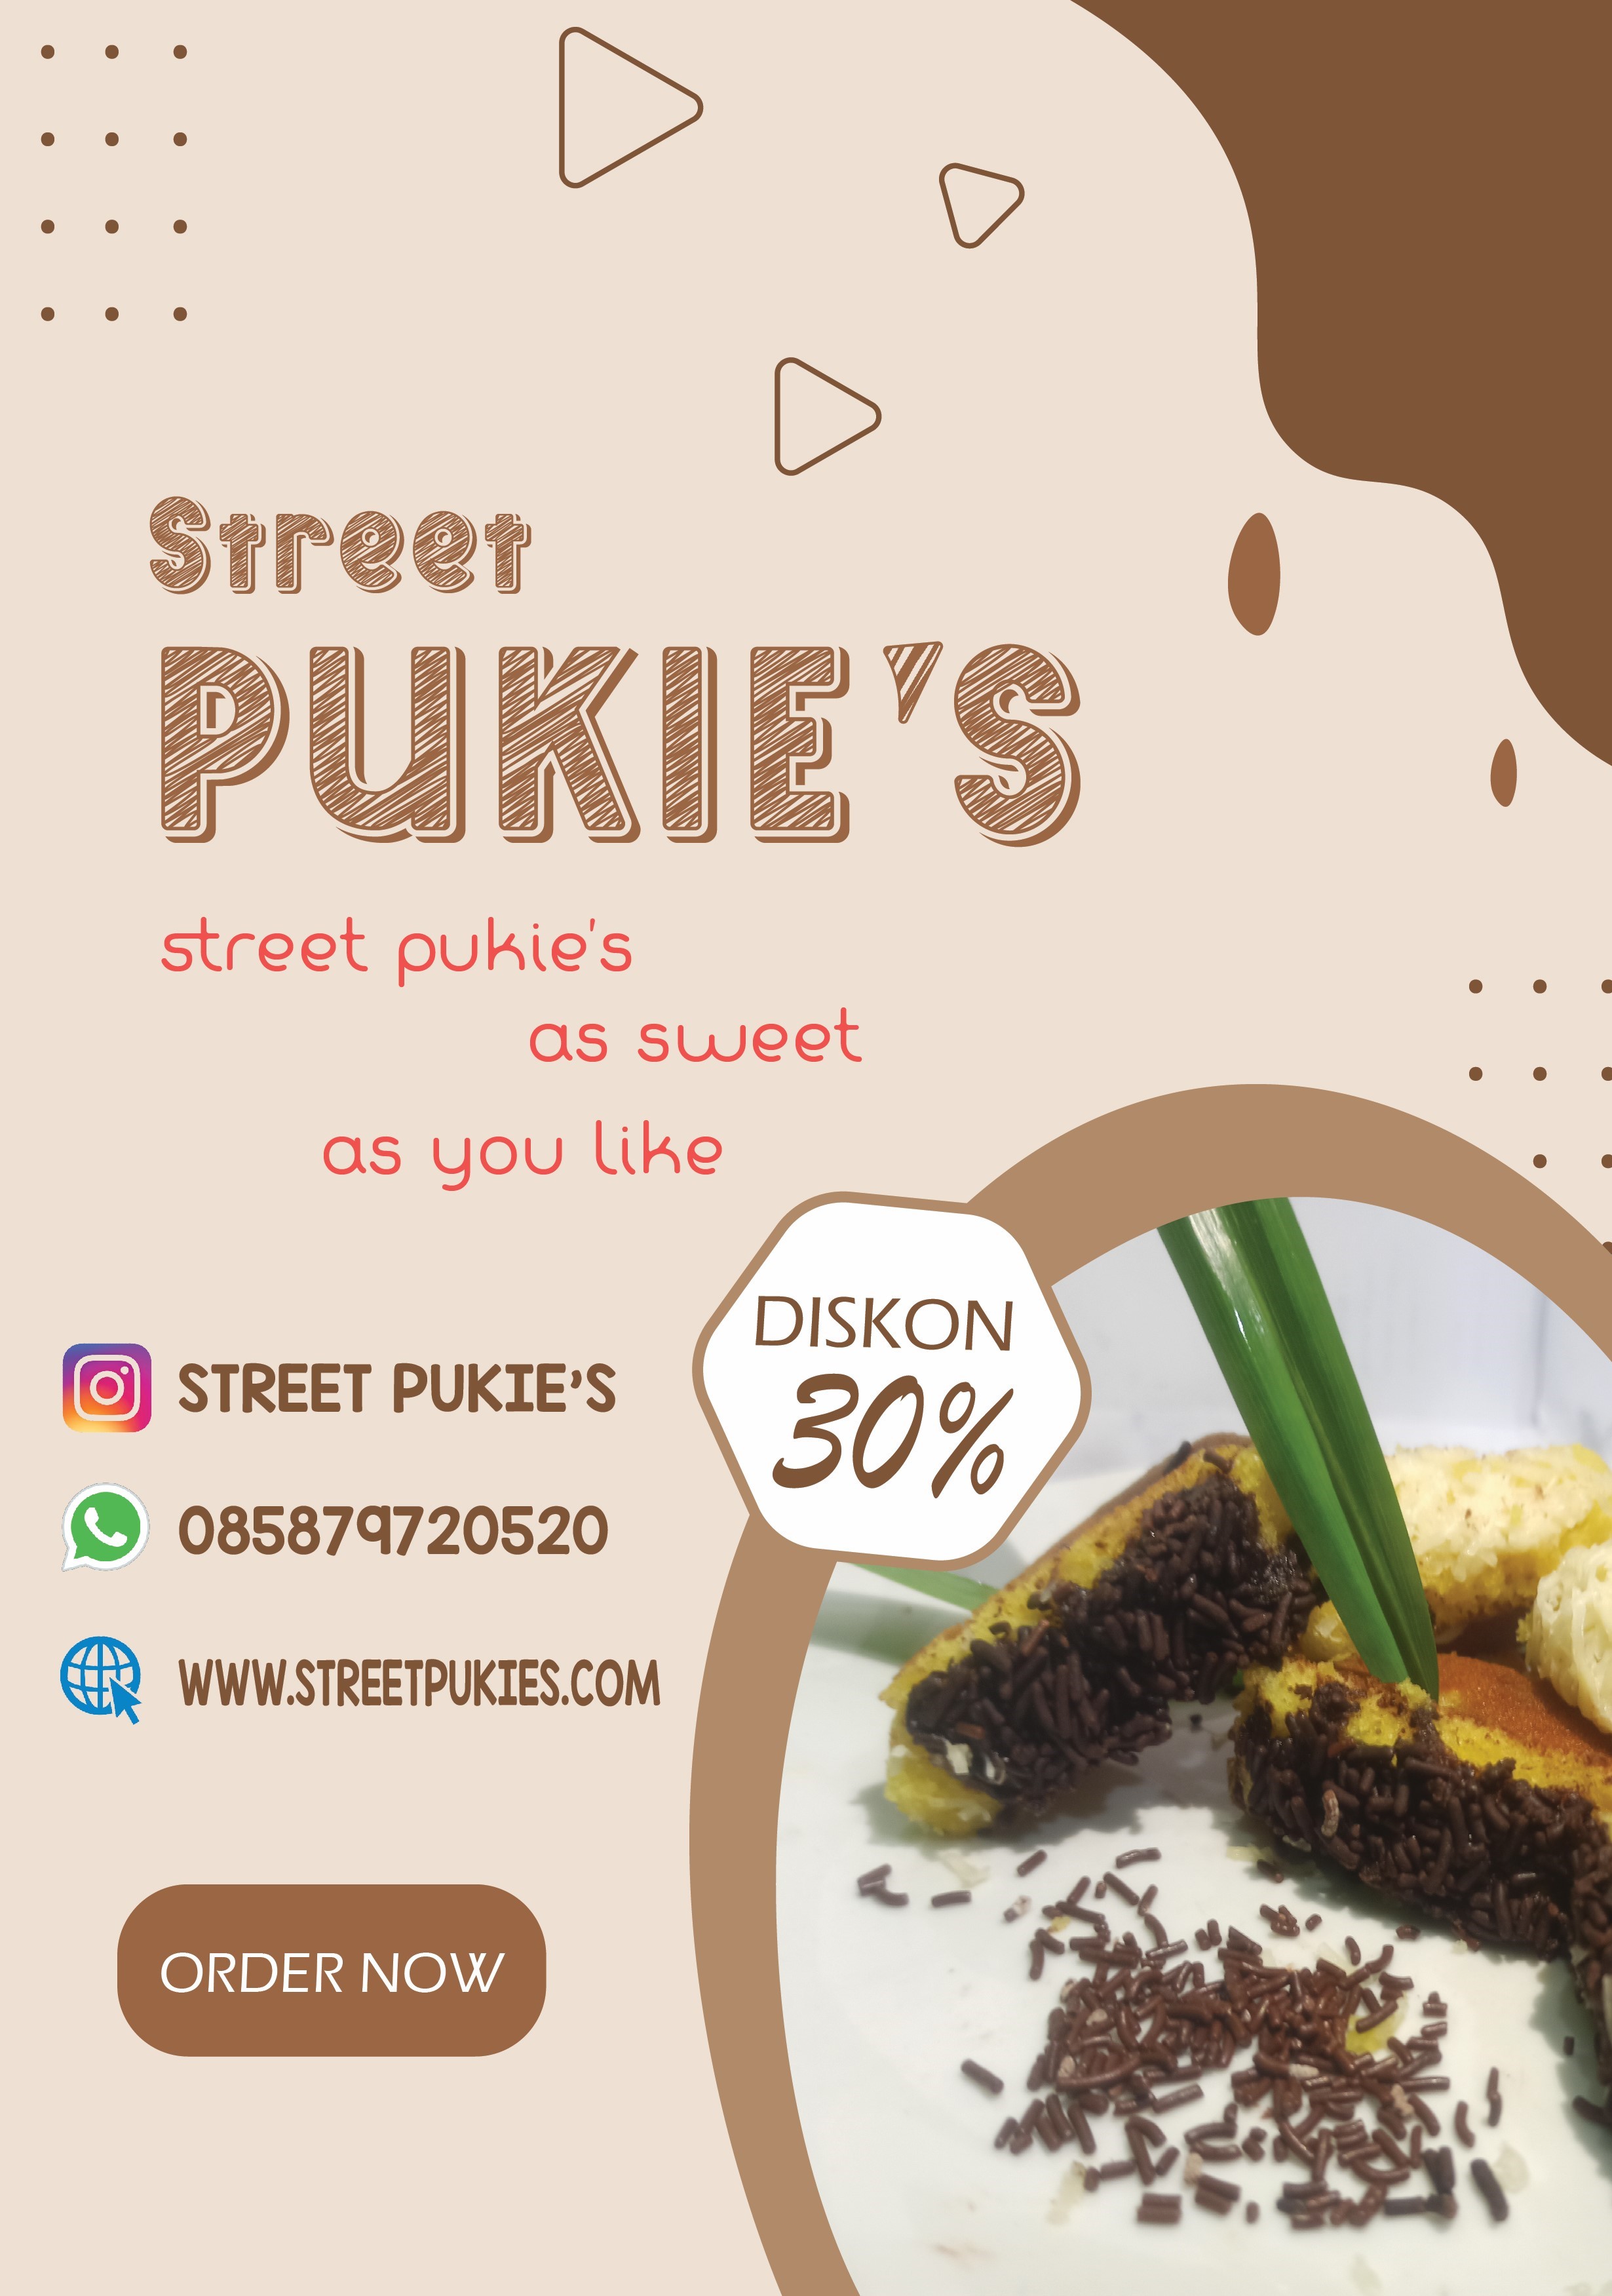 Street
PUKIE'S
street pukie's
as sweet
as you like
DISKON
30%
STREET PUKIE'S
085879720520
WWW.STREETPUKIES.COM
ORDER NOW